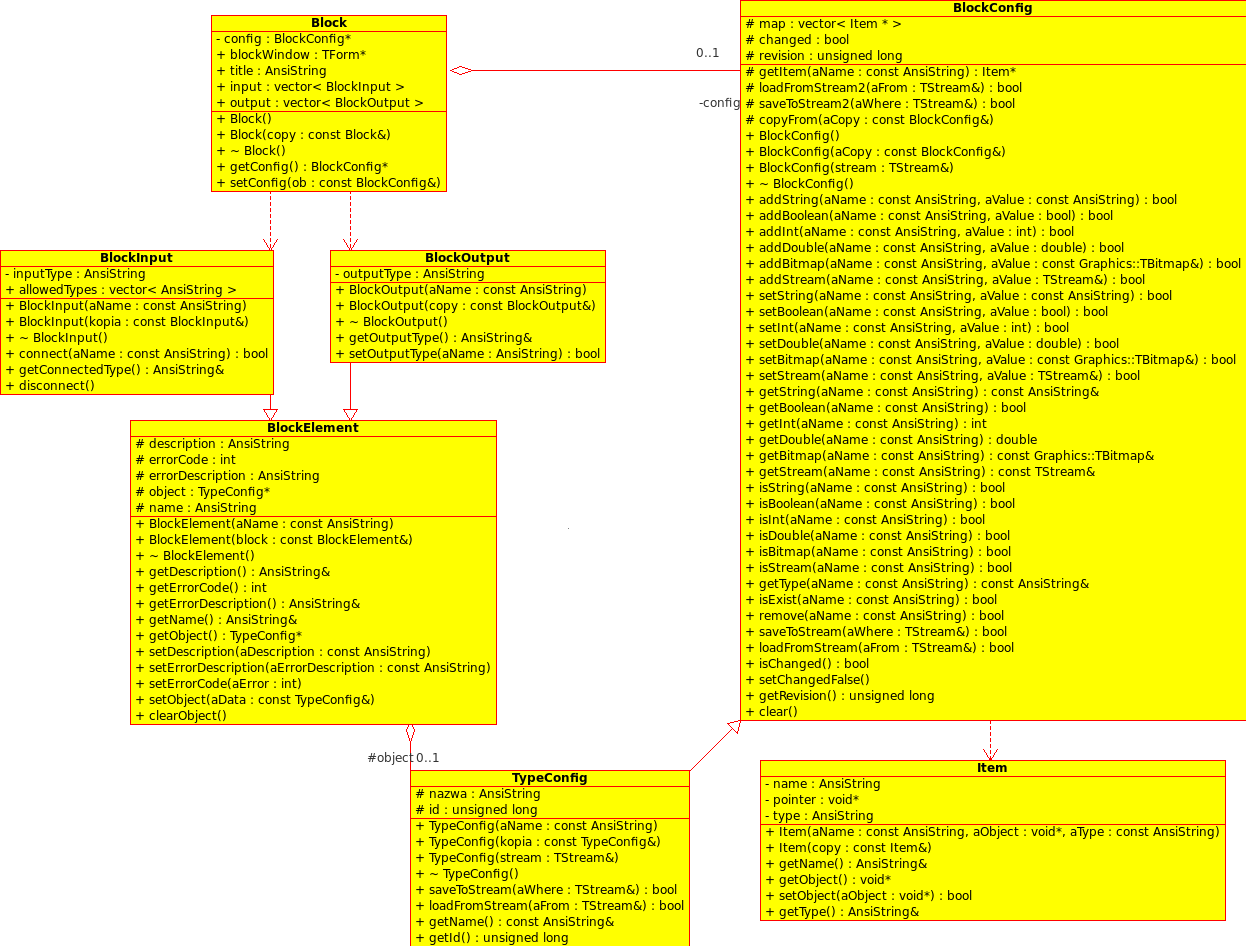 Block
- config : BlockConfig*
+ blockWindow : TForm*
+ title : AnsiString
+ input : vector< BlockInput >
+ output : vector< BlockOutput >
+ Block()
+ Block(copy : const Block&)
+ ~ Block()
+ getConfig() : BlockConfig*
+ setConfig(ob : const BlockConfig&)
0..1
-config
BlockConfig
# map : vector< Item * >
# changed : bool
# revision : unsigned long
# getItem(aName : const AnsiString) : Item*
# loadFromStream2(aFrom : TStream&) : bool
# saveToStream2(aWhere : TStream&) : bool
# copyFrom(aCopy : const BlockConfig&)
+ BlockConfig()
+ BlockConfig(aCopy : const BlockConfig&)
+ BlockConfig(stream : TStream&)
+ ~ BlockConfig()
+ addString(aName : const AnsiString, aValue : const AnsiString) : bool
+ addBoolean(aName : const AnsiString, aValue : bool) : bool
+ addInt(aName : const AnsiString, aValue : int) : bool
+ addDouble(aName : const AnsiString, aValue : double) : bool
+ addBitmap(aName : const AnsiString, aValue : const Graphics::TBitmap&) : bool
+ addStream(aName : const AnsiString, aValue : TStream&) : bool
+ setString(aName : const AnsiString, aValue : const AnsiString) : bool
+ setBoolean(aName : const AnsiString, aValue : bool) : bool
+ setInt(aName : const AnsiString, aValue : int) : bool
+ setDouble(aName : const AnsiString, aValue : double) : bool
+ setBitmap(aName : const AnsiString, aValue : const Graphics::TBitmap&) : bool
+ setStream(aName : const AnsiString, aValue : TStream&) : bool
+ getString(aName : const AnsiString) : const AnsiString&
+ getBoolean(aName : const AnsiString) : bool
+ getInt(aName : const AnsiString) : int
+ getDouble(aName : const AnsiString) : double
+ getBitmap(aName : const AnsiString) : const Graphics::TBitmap&
+ getStream(aName : const AnsiString) : const TStream&
+ isString(aName : const AnsiString) : bool
+ isBoolean(aName : const AnsiString) : bool
+ isInt(aName : const AnsiString) : bool
+ isDouble(aName : const AnsiString) : bool
+ isBitmap(aName : const AnsiString) : bool
+ isStream(aName : const AnsiString) : bool
+ getType(aName : const AnsiString) : const AnsiString&
+ isExist(aName : const AnsiString) : bool
+ remove(aName : const AnsiString) : bool
+ saveToStream(aWhere : TStream&) : bool
+ loadFromStream(aFrom : TStream&) : bool
+ isChanged() : bool
+ setChangedFalse()
+ getRevision() : unsigned long
+ clear()
BlockInput
- inputType : AnsiString
+ allowedTypes : vector< AnsiString >
+ BlockInput(aName : const AnsiString)
+ BlockInput(kopia : const BlockInput&)
+ ~ BlockInput()
+ connect(aName : const AnsiString) : bool
+ getConnectedType() : AnsiString&
+ disconnect()
BlockOutput
- outputType : AnsiString
+ BlockOutput(aName : const AnsiString)
+ BlockOutput(copy : const BlockOutput&)
+ ~ BlockOutput()
+ getOutputType() : AnsiString&
+ setOutputType(aName : AnsiString) : bool
BlockElement
# description : AnsiString
# errorCode : int
# errorDescription : AnsiString
# object : TypeConfig*
# name : AnsiString
+ BlockElement(aName : const AnsiString)
+ BlockElement(block : const BlockElement&)
+ ~ BlockElement()
+ getDescription() : AnsiString&
+ getErrorCode() : int
+ getErrorDescription() : AnsiString&
+ getName() : AnsiString&
+ getObject() : TypeConfig*
+ setDescription(aDescription : const AnsiString)
+ setErrorDescription(aErrorDescription : const AnsiString)
+ setErrorCode(aError : int)
+ setObject(aData : const TypeConfig&)
+ clearObject()
#object 0..1
TypeConfig
# nazwa : AnsiString
# id : unsigned long
+ TypeConfig(aName : const AnsiString)
+ TypeConfig(kopia : const TypeConfig&)
+ TypeConfig(stream : TStream&)
+ ~ TypeConfig()
+ saveToStream(aWhere : TStream&) : bool
+ loadFromStream(aFrom : TStream&) : bool
+ getName() : const AnsiString&
+ getId() : unsigned long
Item
- name : AnsiString
- pointer : void*
- type : AnsiString
+ Item(aName : const AnsiString, aObject : void*, aType : const AnsiString)
+ Item(copy : const Item&)
+ getName() : AnsiString&
+ getObject() : void*
+ setObject(aObject : void*) : bool
+ getType() : AnsiString&